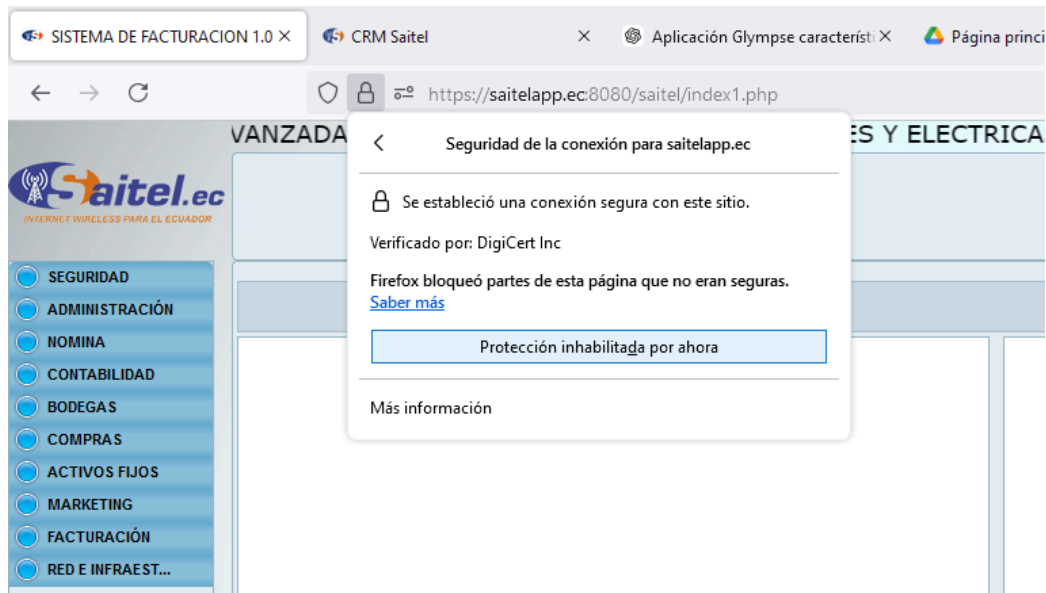 SISTEMA DE FACTURACION 1.0
CRM Saitel
Aplicación Glympse característi
Página princi
https://saitelapp.ec:8080/saitel/index1.php
VANZADA
ES Y ELECTRICA
Saitel.ec
INTERNET WIRELESS PARA EL ECUADOR
Seguridad de la conexión para saitelapp.ec
Se estableció una conexión segura con este sitio.
Verificado por: DigiCert Inc
Firefox bloqueó partes de esta página que no eran seguras.
Saber más
Protección inhabilitada por ahora
Más información
SEGURIDAD
ADMINISTRACIÓN
NOMINA
CONTABILIDAD
BODEGAS
COMPRAS
ACTIVOS FIJOS
MARKETING
FACTURACIÓN
RED E INFRAEST...